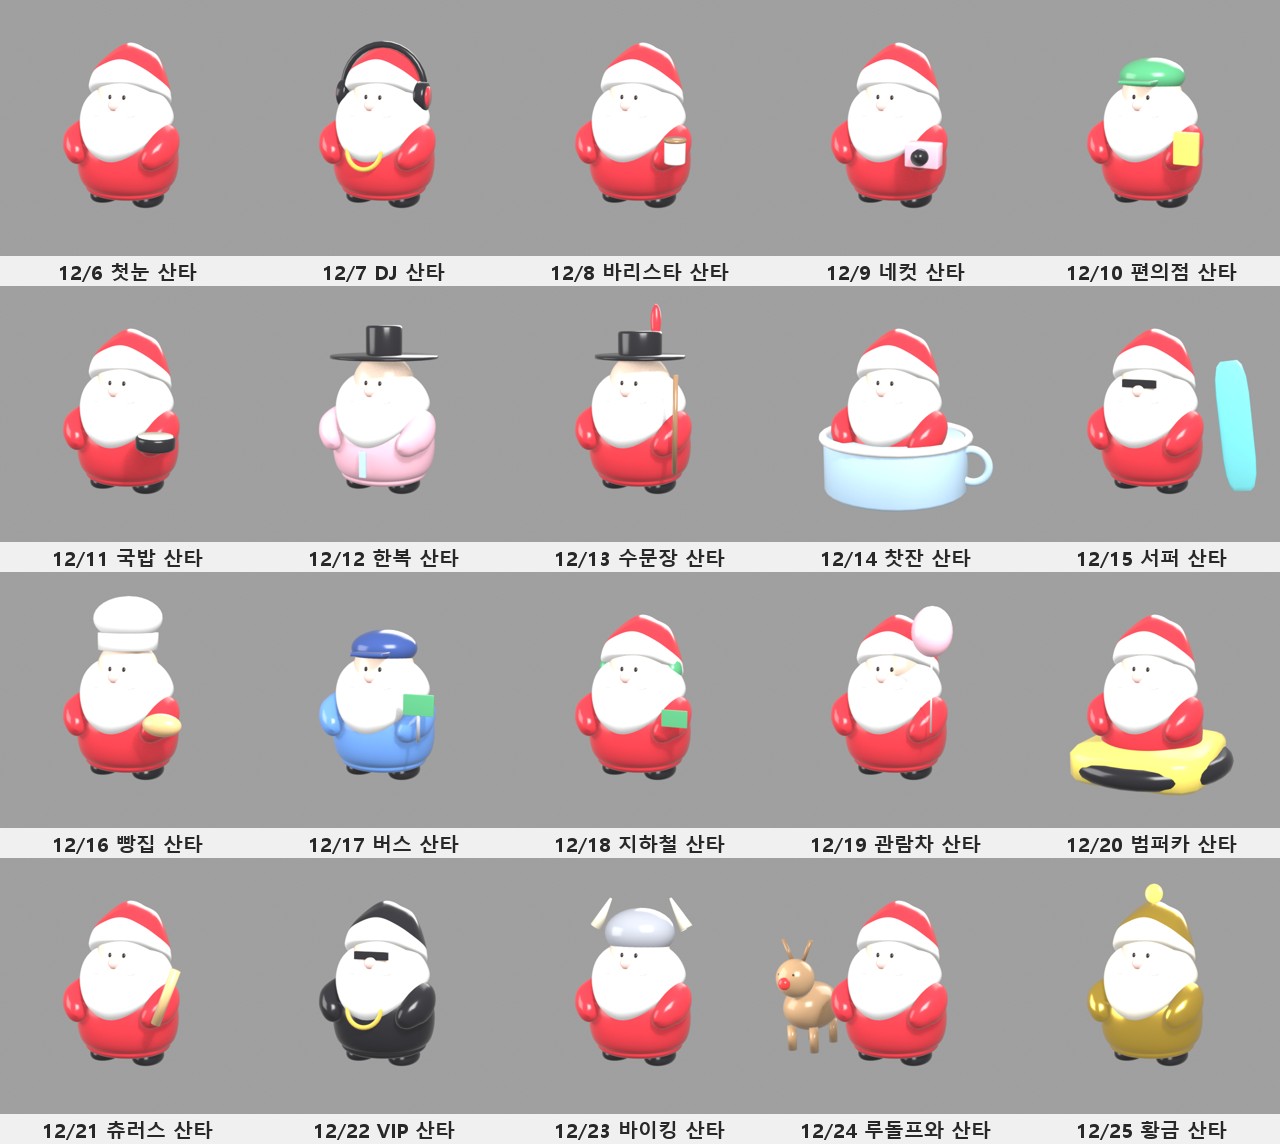 12/6 첫눈 산타
12/7 DJ 산타
12/8 바리스타 산타
12/9 네컷 산타
12/10 편의점 산타
12/11 국밥 산타
12/12 한복 산타
12/13 수문장 산타
12/14 찻잔 산타
12/15 서퍼 산타
12/16 빵집 산타
12/17 버스 산타
12/18 지하철 산타
12/19 관람차 산타
12/20 범퍼카 산타
12/21 츄러스 산타
12/22 VIP 산타
12/23 바이킹 산타
12/24 루돌프와 산타
12/25 황금 산타